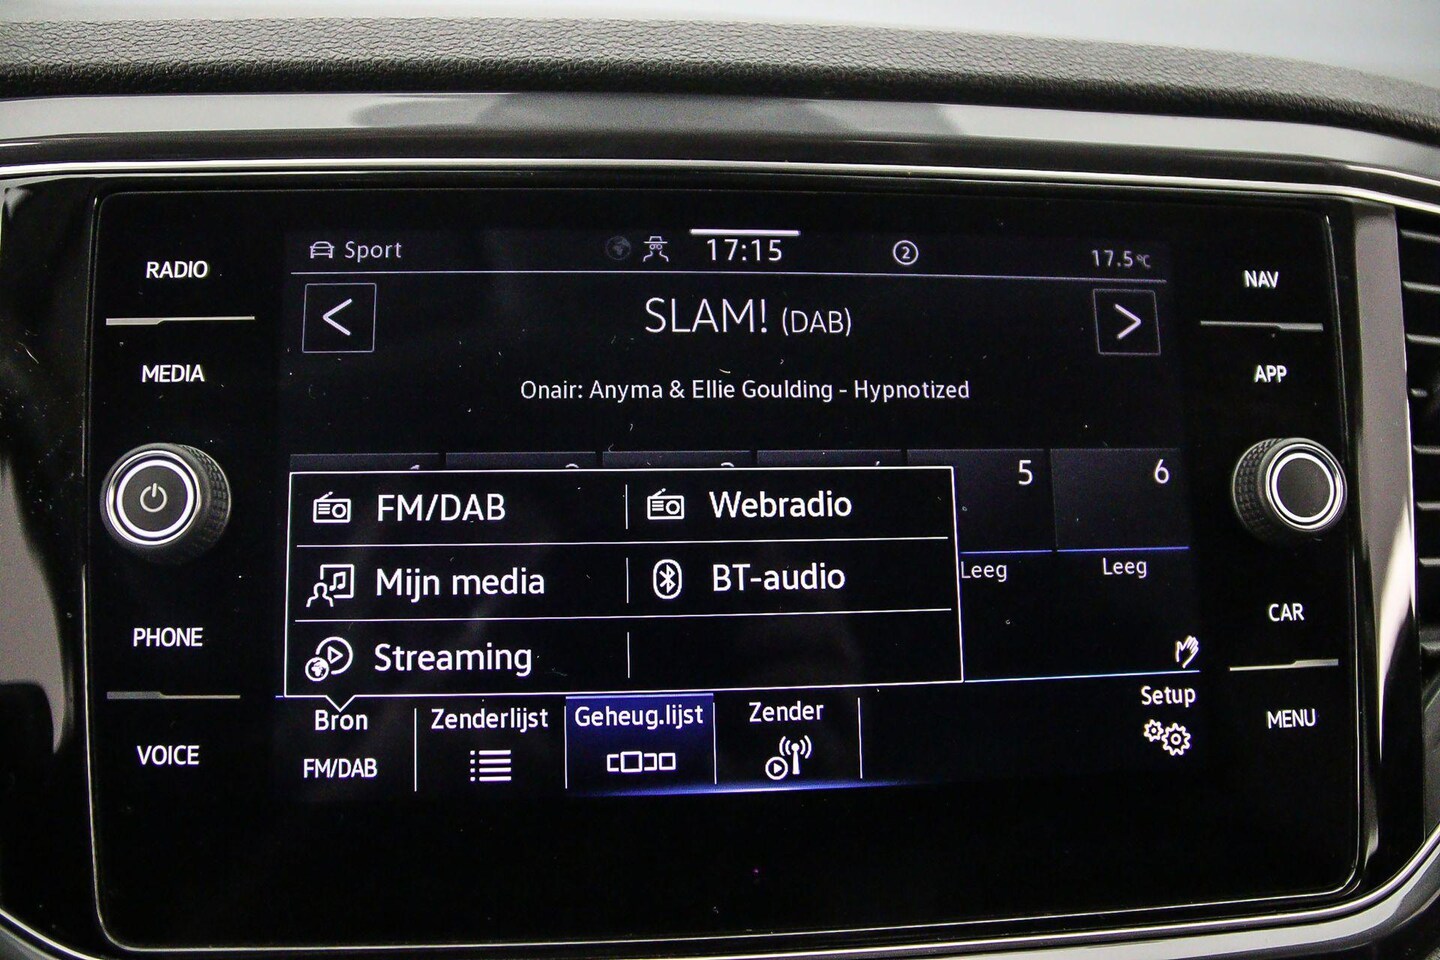 RADIO
MEDIA
PHONE
VOICE
Sport
17:15
2
17.5°C
<
SLAM! (DAB)
>
Onair: Anyma & Ellie Goulding - Hypnotized
5
6
Leeg
Leeg
FM/DAB
Webradio
Mijn media
BT-audio
Streaming
Bron
FM/DAB
Zenderlijst
Geheug.lijst
Zender
Setup
NAV
APP
CAR
MENU